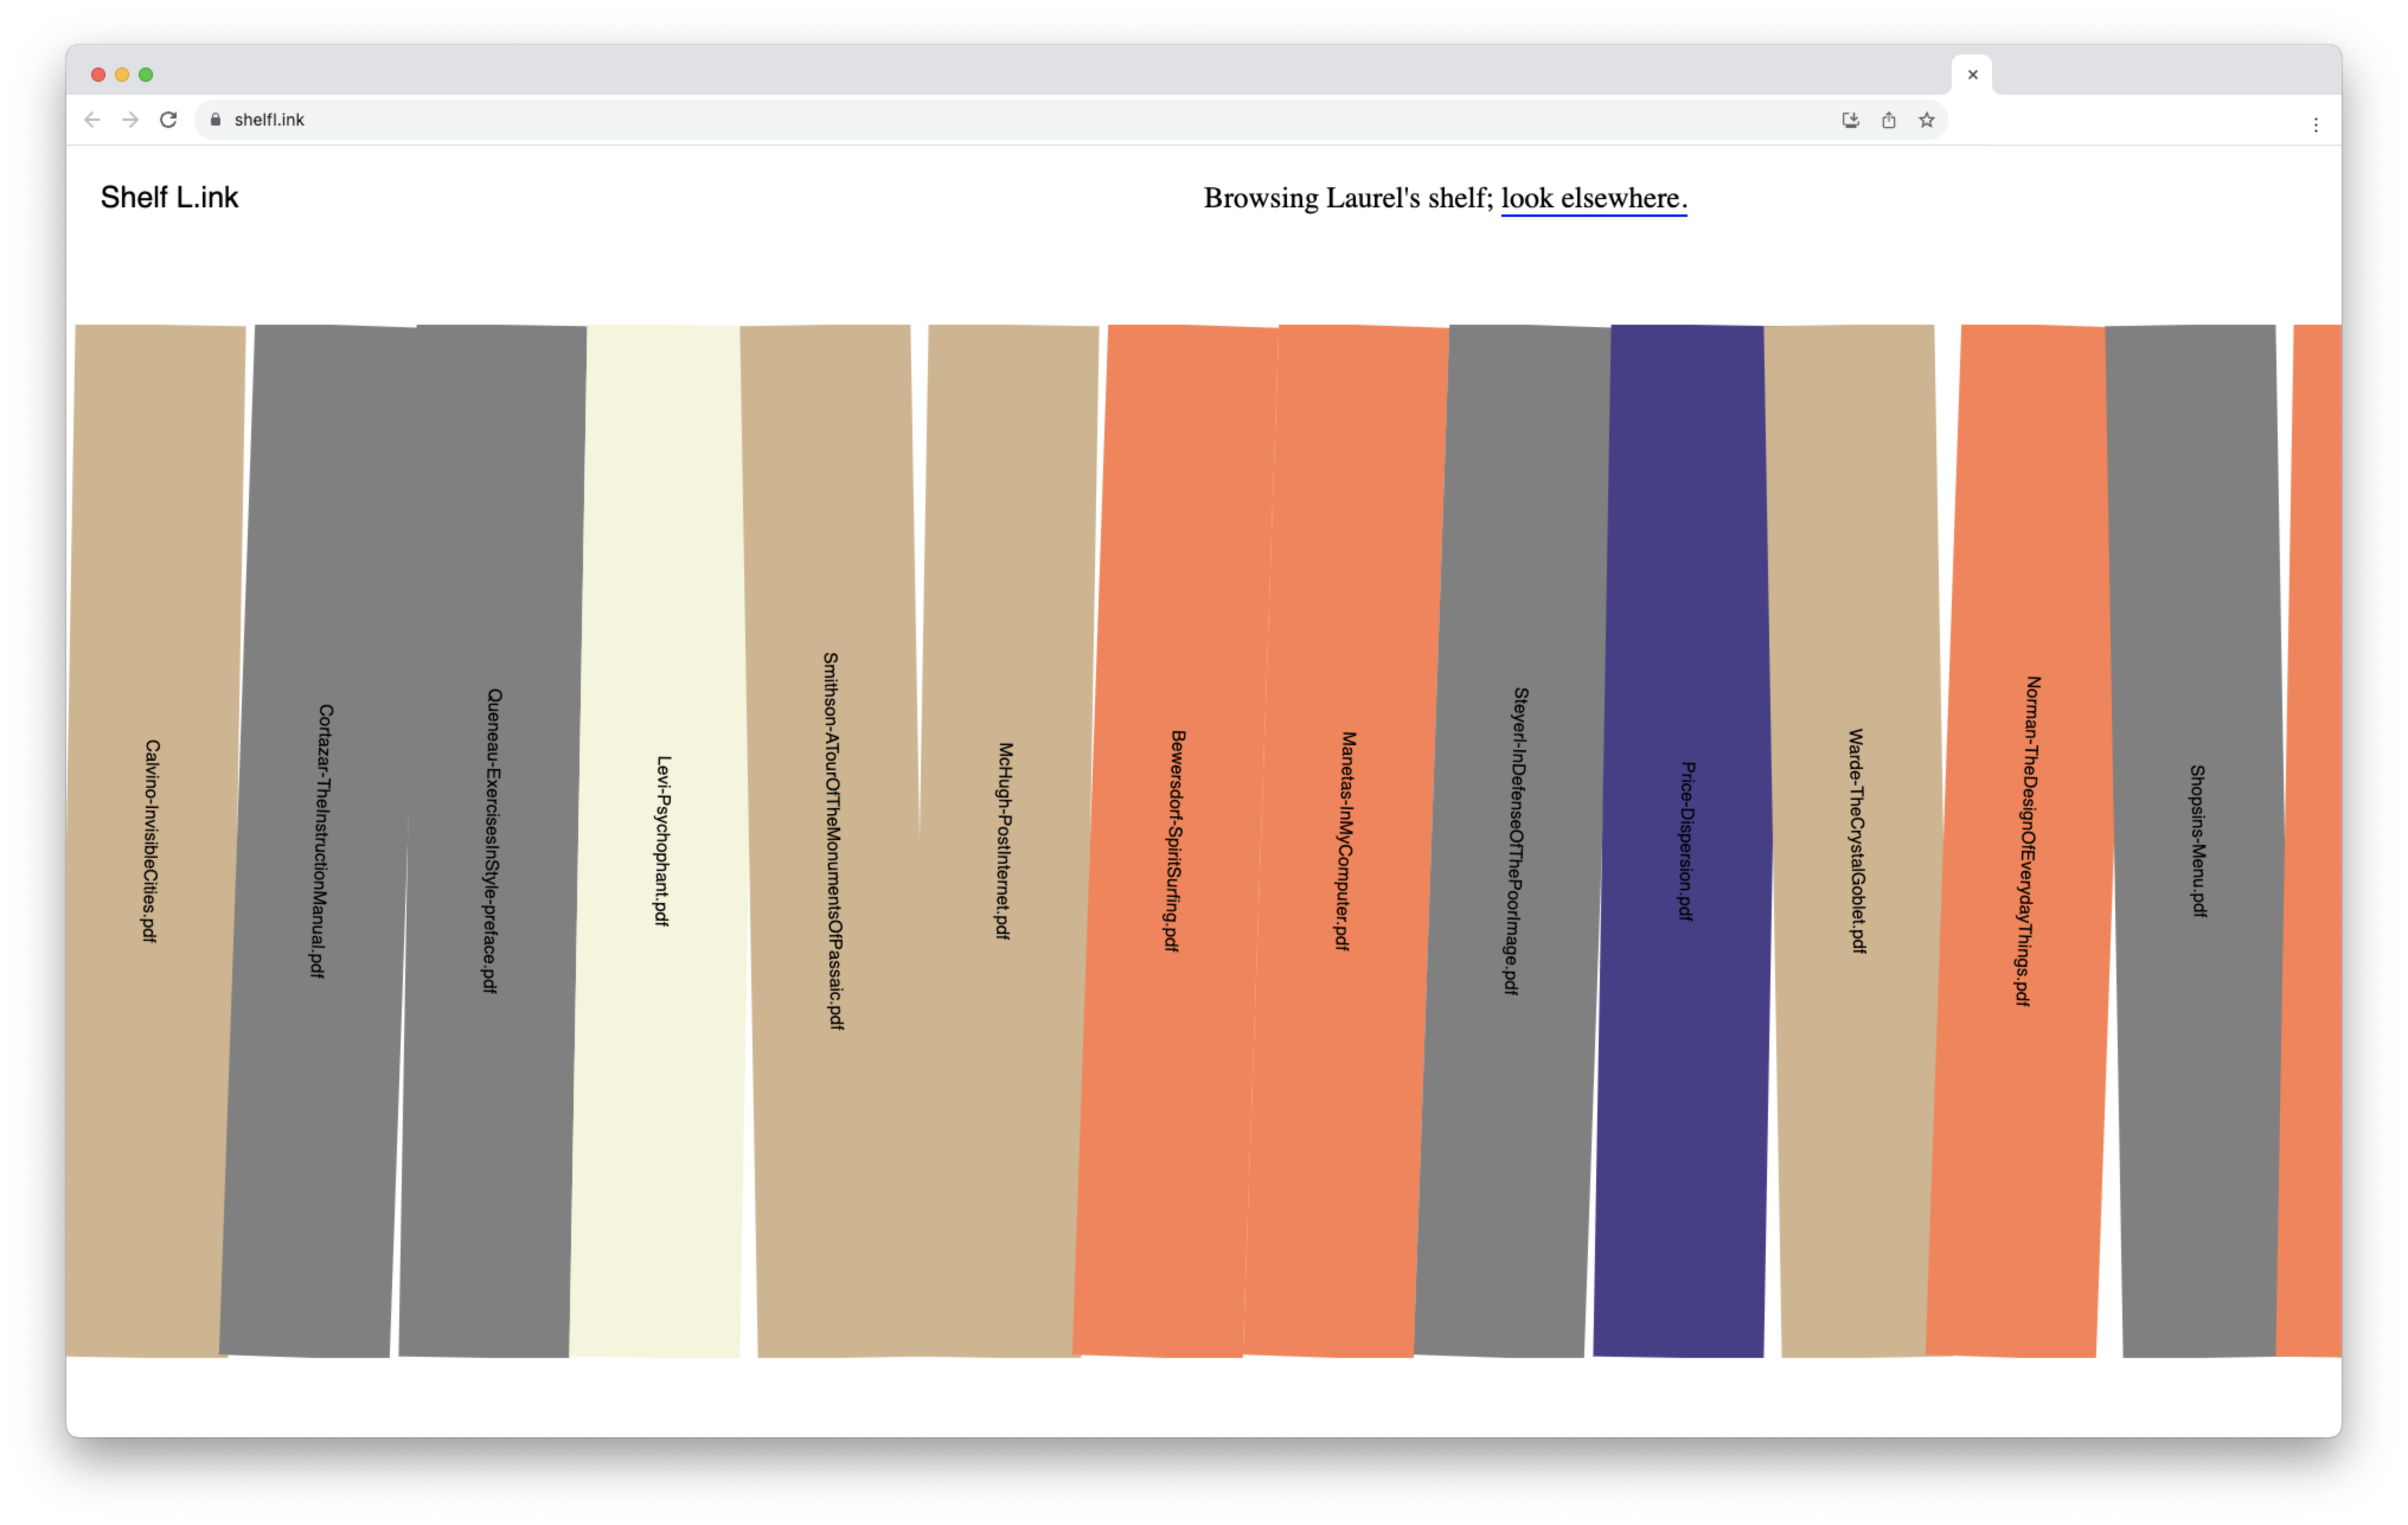 shelfl.ink
Shelf L.ink
Browsing Laurel's shelf; look elsewhere.
Calvino-InvisibleCities.pdf
Cortazar-TheInstructionManual.pdf
Queneau-ExercisesInStyle-preface.pdf
Levi-Psychophant.pdf
Smithson-ATourOfTheMonumentsOfPassaic.pdf
McHugh-PostInternet.pdf
Bewersdorf-SpiritSurfing.pdf
Manetas-InMyComputer.pdf
Steyerl-InDefenseOfThePoorImage.pdf
Price-Dispersion.pdf
Warde-TheCrystalGoblet.pdf
Norman-TheDesignOfEverydayThings.pdf
Shopsins-Menu.pdf